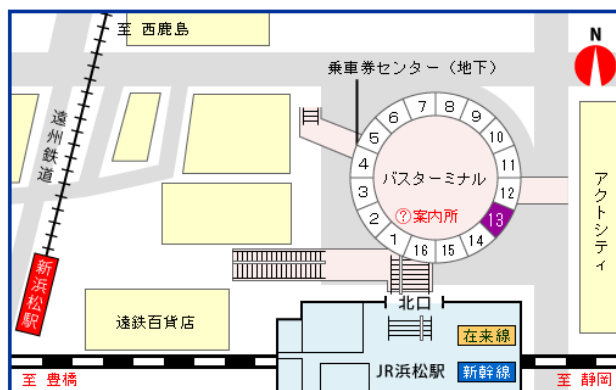 至 西鹿島
N
乗車券センター（地下）
遠州鉄道
7
8
6
9
5
10
4
11
3
12
2
13
1
14
16
15
バスターミナル
?案内所
アクトシティ
新浜松駅
遠鉄百貨店
北口
在来線
JR浜松駅
新幹線
至 豊橋
至 静岡